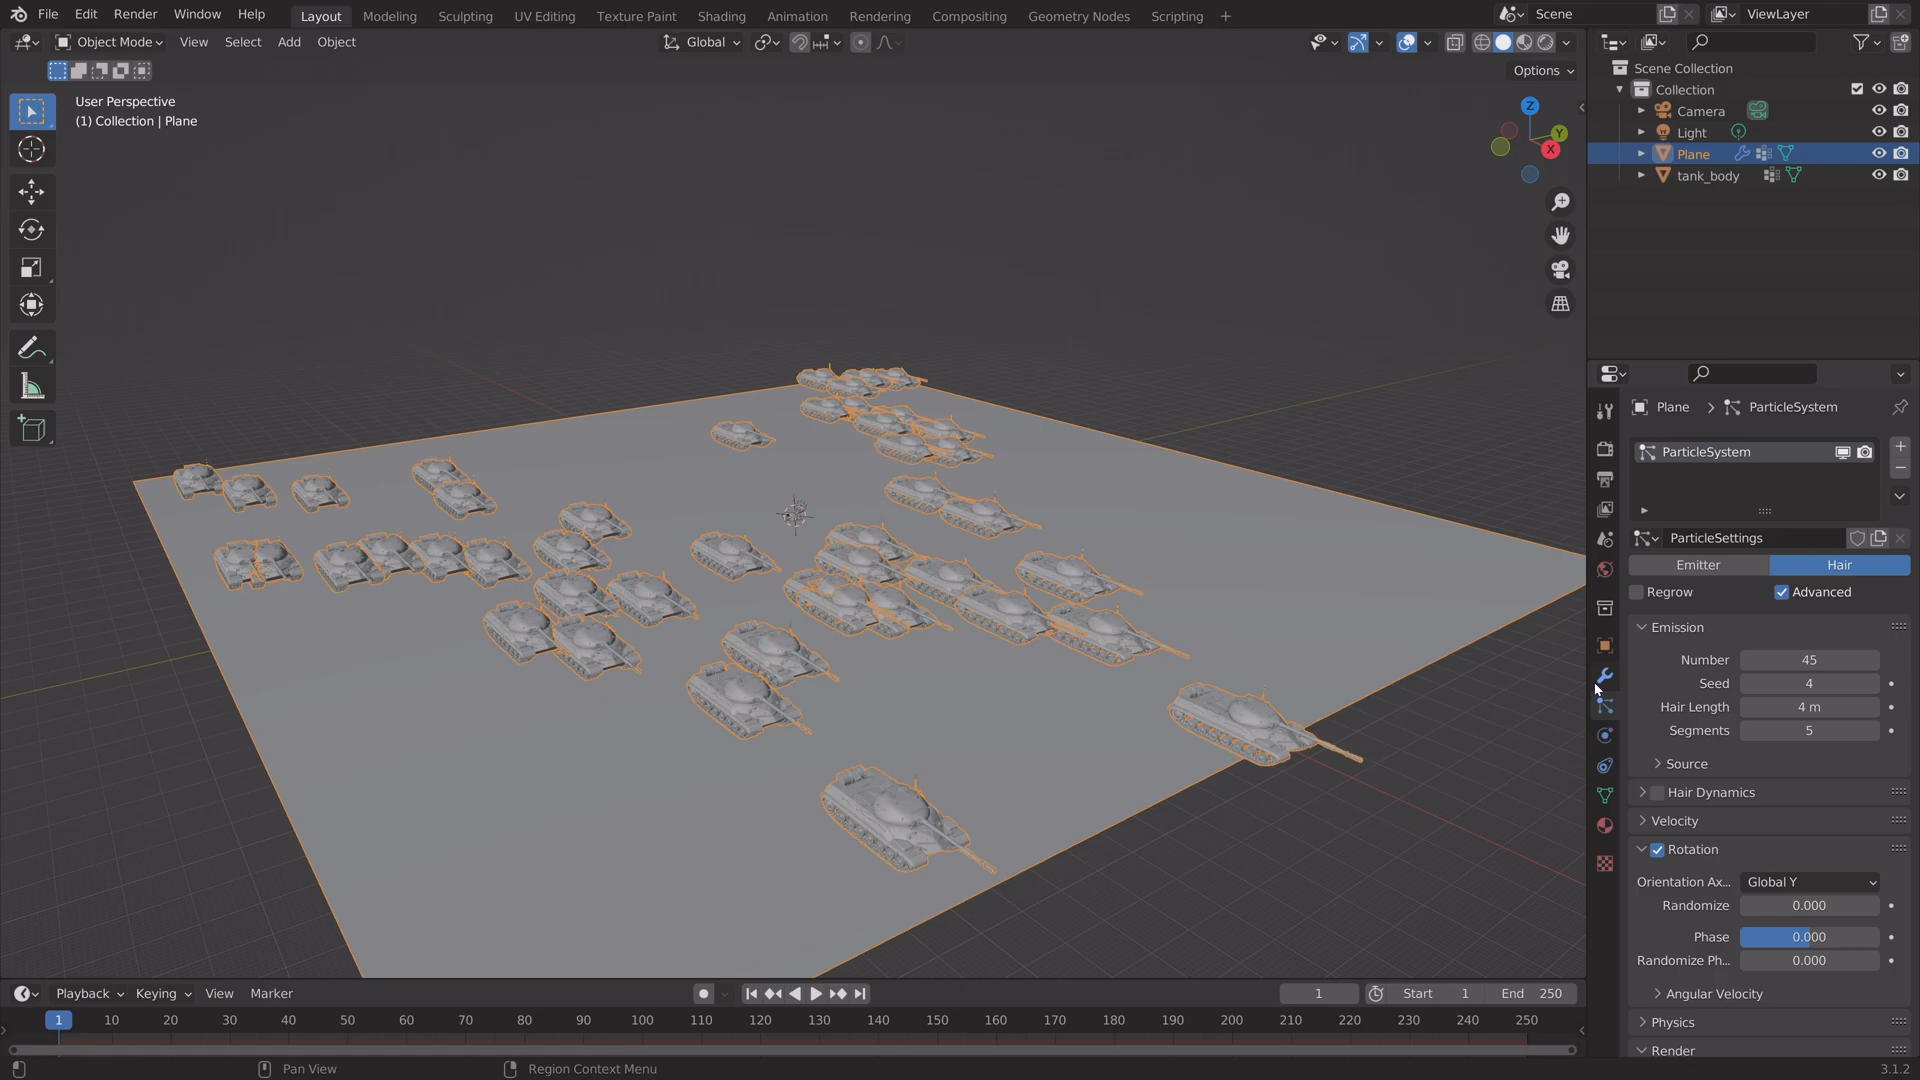 File Edit Render Window Help Layout Modeling Sculpting UV Editing Texture Paint Shading Animation Rendering Compositing Geometry Nodes Scripting + Scene ViewLayer
Object Mode View Select Add Object Global
Options
User Perspective
(1) Collection | Plane
Z
Y
X
Scene Collection
Collection
Camera
Light
Plane
tank_body
Plane > ParticleSystem
ParticleSystem
ParticleSettings
Emitter Hair
Regrow Advanced
Emission
Number 45
Seed 4
Hair Length 4 m
Segments 5
Source
Hair Dynamics
Velocity
Rotation
Orientation Ax... Global Y
Randomize 0.000
Phase 0.000
Randomize Ph... 0.000
Angular Velocity
Physics
Render
Playback Keying View Marker 1 Start 1 End 250
1 10 20 30 40 50 60 70 80 90 100 110 120 130 140 150 160 170 180 190 200 210 220 230 240 250
Pan View Region Context Menu 3.1.2